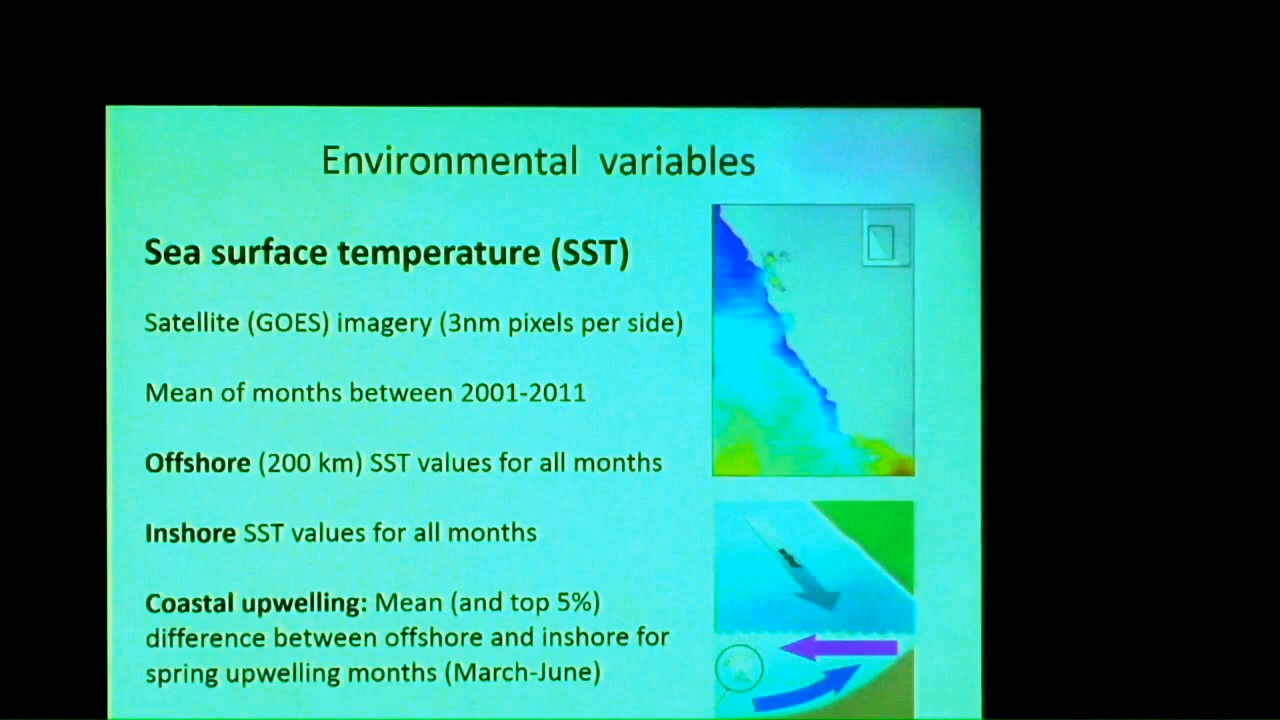 Environmental variables
Sea surface temperature (SST)
Satellite (GOES) imagery (3nm pixels per side)
Mean of months between 2001-2011
Offshore (200 km) SST values for all months
Inshore SST values for all months
Coastal upwelling: Mean (and top 5%)
difference between offshore and inshore for
spring upwelling months (March-June)